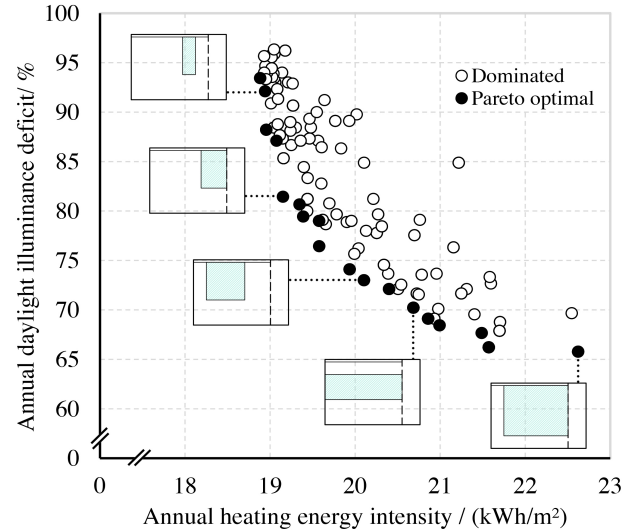 Annual daylight illuminance deficit/ %
100
95
90
85
80
75
70
65
60
0
Dominated
Pareto optimal
0 18 19 20 21 22 23
Annual heating energy intensity / (kWh/m²)